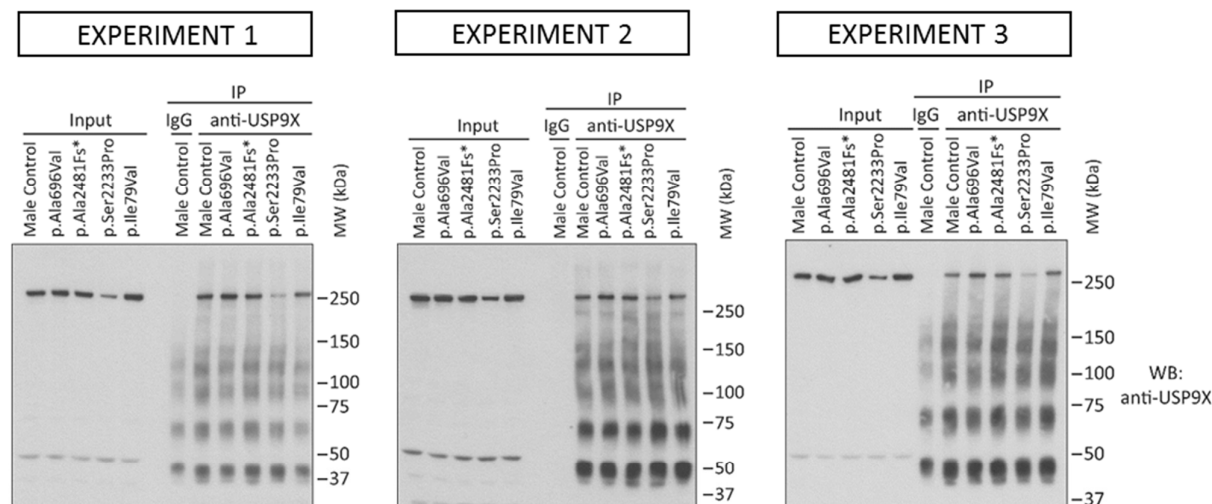 EXPERIMENT 1
IP
Input
IgG
anti-USP9X
Male Control
p.Ala696Val
p.Ala2481Fs*
p.Ser2233Pro
p.Ile79Val
Male Control
Male Control
p.Ala696Val
p.Ala2481Fs*
p.Ser2233Pro
p.Ile79Val
MW (kDa)
–250
–150
–100
–75
–50
–37
EXPERIMENT 2
IP
Input
IgG
anti-USP9X
Male Control
p.Ala696Val
p.Ala2481Fs*
p.Ser2233Pro
p.Ile79Val
Male Control
Male Control
p.Ala696Val
p.Ala2481Fs*
p.Ser2233Pro
p.Ile79Val
MW (kDa)
–250
–150
–100
–75
–50
–37
EXPERIMENT 3
IP
Input
IgG
anti-USP9X
Male Control
p.Ala696Val
p.Ala2481Fs*
p.Ser2233Pro
p.Ile79Val
Male Control
Male Control
p.Ala696Val
p.Ala2481Fs*
p.Ser2233Pro
p.Ile79Val
MW (kDa)
–250
–150
–100
–75
–50
–37
WB:
anti-USP9X